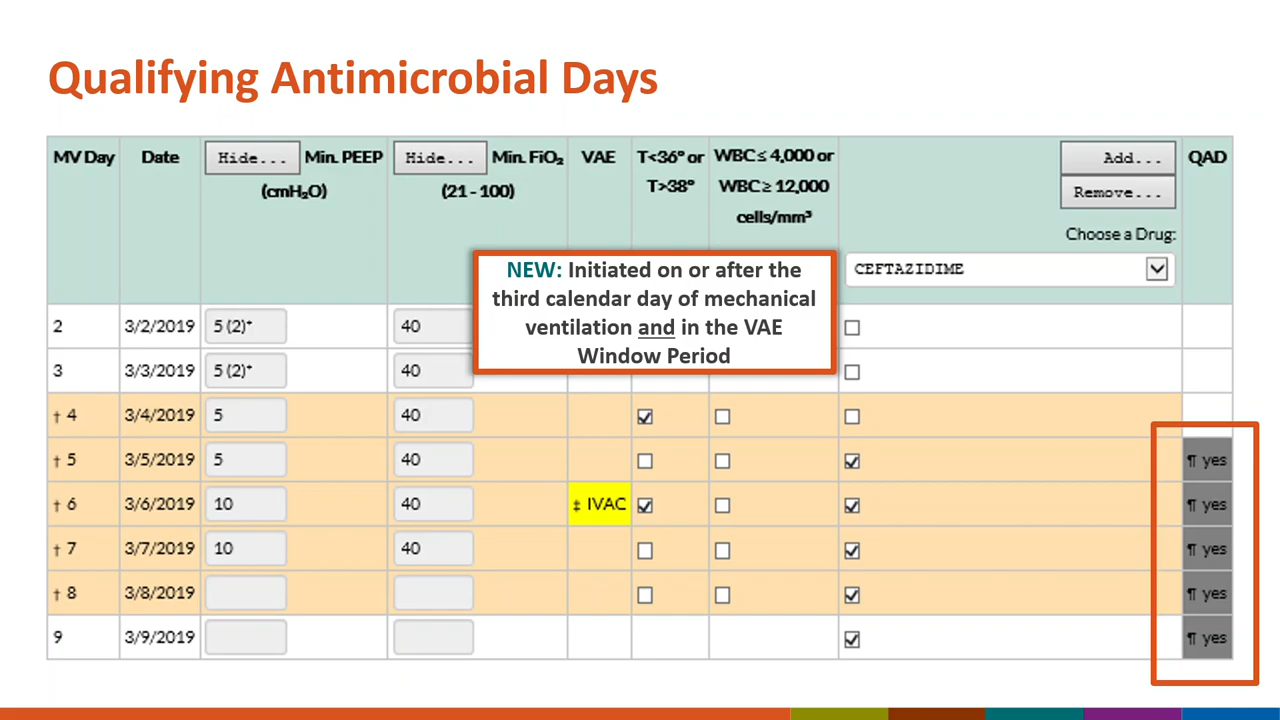 Qualifying Antimicrobial Days
MV Day Date Hide... Min. PEEP Hide... Min. FiO₂ VAE T<36° or WBC≤ 4,000 or Add... QAD
(cmH₂O) (21 - 100) T>38° WBC≥ 12,000 Remove...
cells/mm³ Choose a Drug:
CEFTAZIDIME
NEW: Initiated on or after the
third calendar day of mechanical
ventilation and in the VAE
Window Period
2 3/2/2019 5 (2)* 40
3 3/3/2019 5 (2)* 40
† 4 3/4/2019 5 40
† 5 3/5/2019 5 40 ¶ yes
† 6 3/6/2019 10 40 ‡ IVAC ¶ yes
† 7 3/7/2019 10 40 ¶ yes
† 8 3/8/2019 ¶ yes
9 3/9/2019 ¶ yes